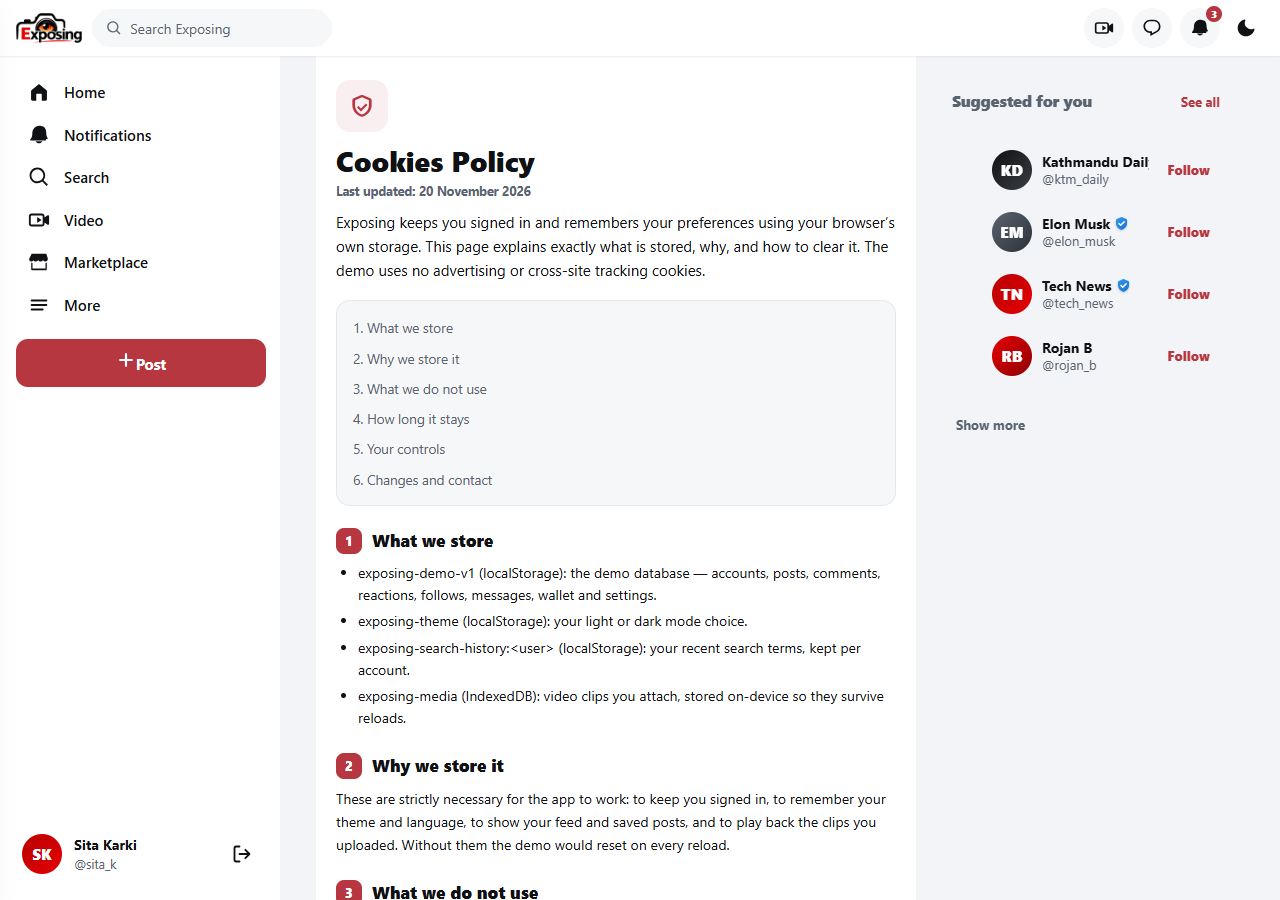 Exposing
Search Exposing
3
Home
Notifications
Search
Video
Marketplace
More
+ Post
SK
Sita Karki
@sita_k
Cookies Policy
Last updated: 20 November 2026
Exposing keeps you signed in and remembers your preferences using your browser’s
own storage. This page explains exactly what is stored, why, and how to clear it. The
demo uses no advertising or cross-site tracking cookies.
1. What we store
2. Why we store it
3. What we do not use
4. How long it stays
5. Your controls
6. Changes and contact
1 What we store
• exposing-demo-v1 (localStorage): the demo database — accounts, posts, comments,
reactions, follows, messages, wallet and settings.
• exposing-theme (localStorage): your light or dark mode choice.
• exposing-search-history:<user> (localStorage): your recent search terms, kept per
account.
• exposing-media (IndexedDB): video clips you attach, stored on-device so they survive
reloads.
2 Why we store it
These are strictly necessary for the app to work: to keep you signed in, to remember your
theme and language, to show your feed and saved posts, and to play back the clips you
uploaded. Without them the demo would reset on every reload.
3 What we do not use
Suggested for you
See all
KD
Kathmandu Dail
@ktm_daily
Follow
EM
Elon Musk
@elon_musk
Follow
TN
Tech News
@tech_news
Follow
RB
Rojan B
@rojan_b
Follow
Show more